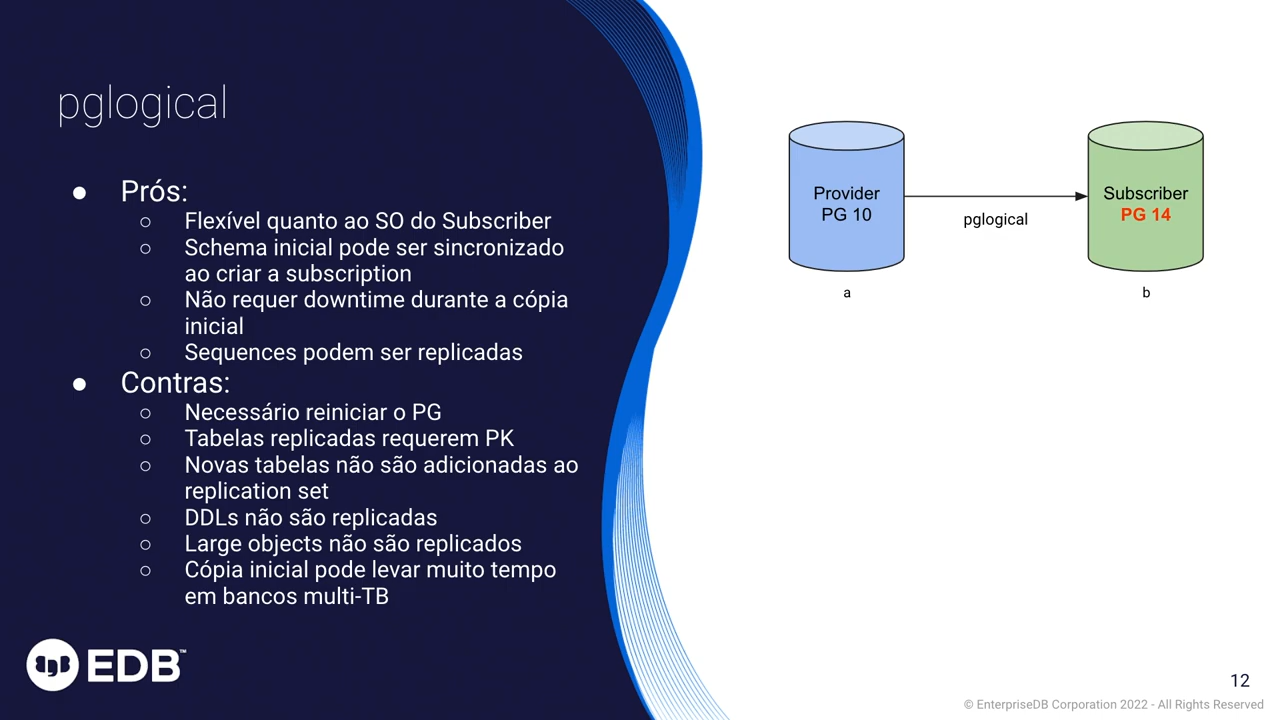 pglogical
● Prós:
○ Flexível quanto ao SO do Subscriber
○ Schema inicial pode ser sincronizado
ao criar a subscription
○ Não requer downtime durante a cópia
inicial
○ Sequences podem ser replicadas
● Contras:
○ Necessário reiniciar o PG
○ Tabelas replicadas requerem PK
○ Novas tabelas não são adicionadas ao
replication set
○ DDLs não são replicadas
○ Large objects não são replicados
○ Cópia inicial pode levar muito tempo
em bancos multi-TB
Provider
PG 10
a
pglogical
Subscriber
PG 14
b
EDB™
12
© EnterpriseDB Corporation 2022 - All Rights Reserved